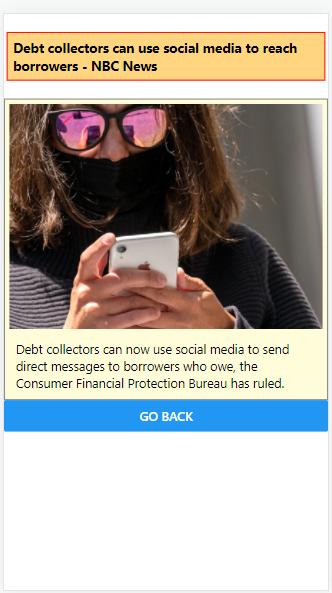 Debt collectors can use social media to reach
borrowers - NBC News
Debt collectors can now use social media to send
direct messages to borrowers who owe, the
Consumer Financial Protection Bureau has ruled.
GO BACK